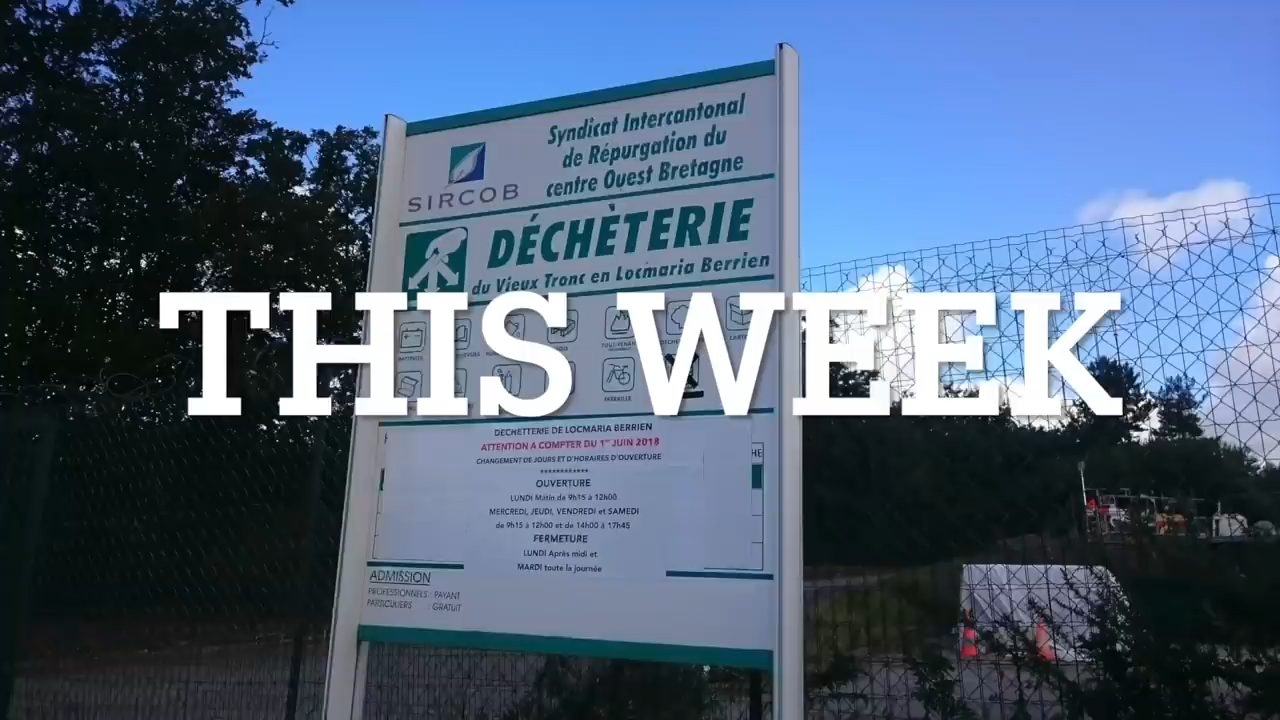 Syndicat Intercantonal
de Répurgation du
centre Ouest Bretagne
SIRCOB
DÉCHÈTERIE
du Vieux Tronc en Locmaria Berrien
THIS WEEK
BATTERIES
FERRAILLE
DECHETTERIE DE LOCMARIA BERRIEN
ATTENTION A COMPTER DU 1er JUIN 2018
CHANGEMENT DE JOURS ET D'HORAIRES D'OUVERTURE
************
OUVERTURE
LUNDI Matin de 9h15 à 12h00
MERCREDI, JEUDI, VENDREDI et SAMEDI
de 9h15 à 12h00 et de 14h00 à 17h45
FERMETURE
LUNDI Après midi et
MARDI toute la journée
ADMISSION
PROFESSIONNELS : PAYANT
PARTICULIERS : GRATUIT